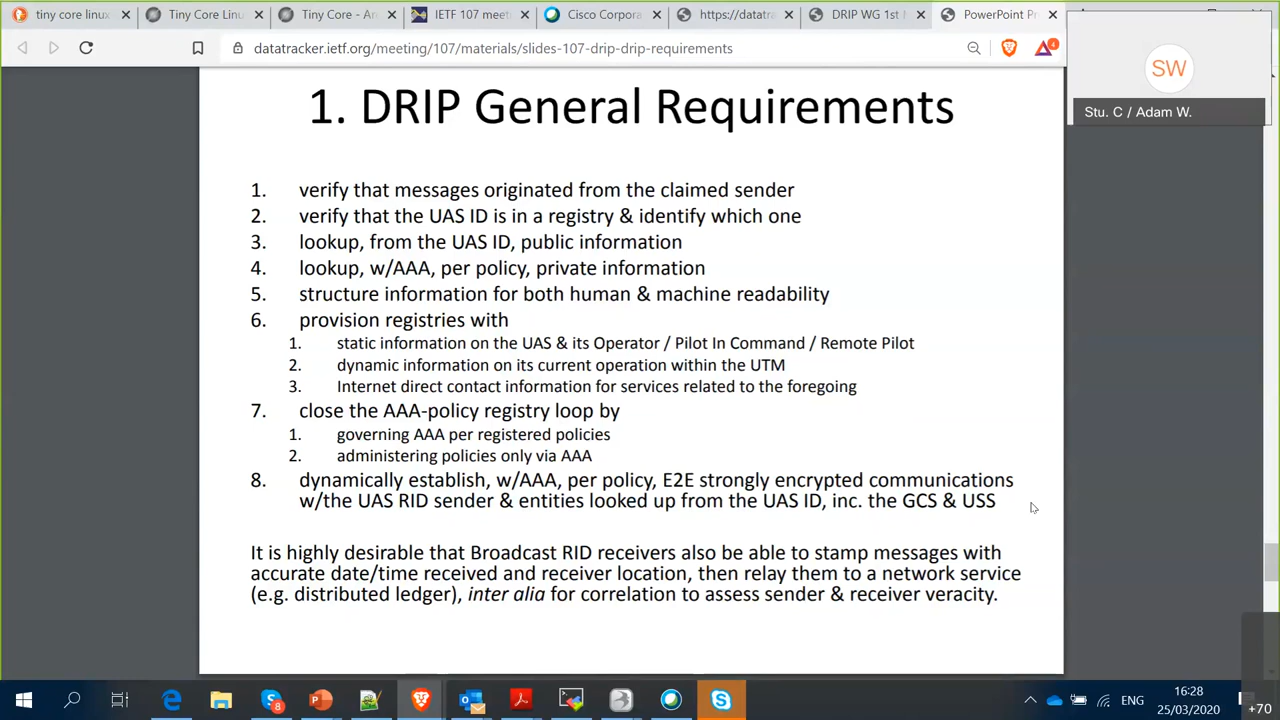 tiny core linux
Tiny Core Linu
Tiny Core - Are
IETF 107 meeti
Cisco Corpora
https://datatra
DRIP WG 1st
PowerPoint Pr
datatracker.ietf.org/meeting/107/materials/slides-107-drip-drip-requirements
4
SW
Stu. C / Adam W.
1. DRIP General Requirements
1. verify that messages originated from the claimed sender
2. verify that the UAS ID is in a registry & identify which one
3. lookup, from the UAS ID, public information
4. lookup, w/AAA, per policy, private information
5. structure information for both human & machine readability
6. provision registries with
1. static information on the UAS & its Operator / Pilot In Command / Remote Pilot
2. dynamic information on its current operation within the UTM
3. Internet direct contact information for services related to the foregoing
7. close the AAA-policy registry loop by
1. governing AAA per registered policies
2. administering policies only via AAA
8. dynamically establish, w/AAA, per policy, E2E strongly encrypted communications
w/the UAS RID sender & entities looked up from the UAS ID, inc. the GCS & USS
It is highly desirable that Broadcast RID receivers also be able to stamp messages with
accurate date/time received and receiver location, then relay them to a network service
(e.g. distributed ledger), inter alia for correlation to assess sender & receiver veracity.
8
ENG
16:28
25/03/2020
+70